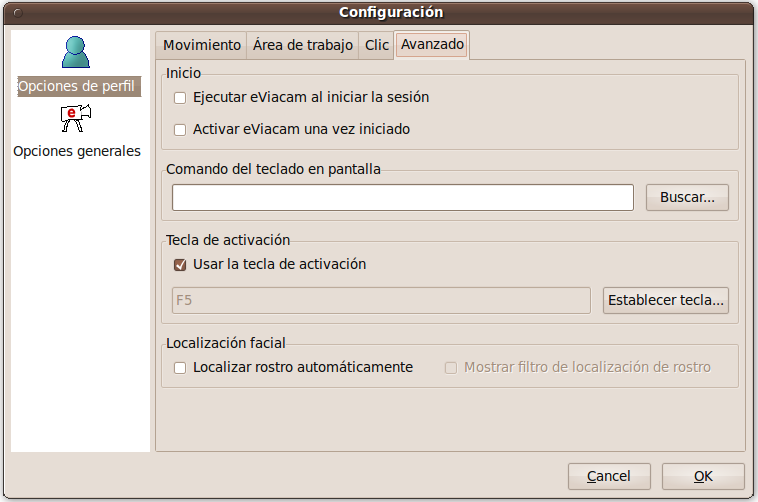 Configuración
Opciones de perfil
e
Opciones generales
Movimiento Área de trabajo Clic Avanzado
Inicio
Ejecutar eViacam al iniciar la sesión
Activar eViacam una vez iniciado
Comando del teclado en pantalla
Buscar...
Tecla de activación
Usar la tecla de activación
F5 Establecer tecla...
Localización facial
Localizar rostro automáticamente Mostrar filtro de localización de rostro
Cancel OK